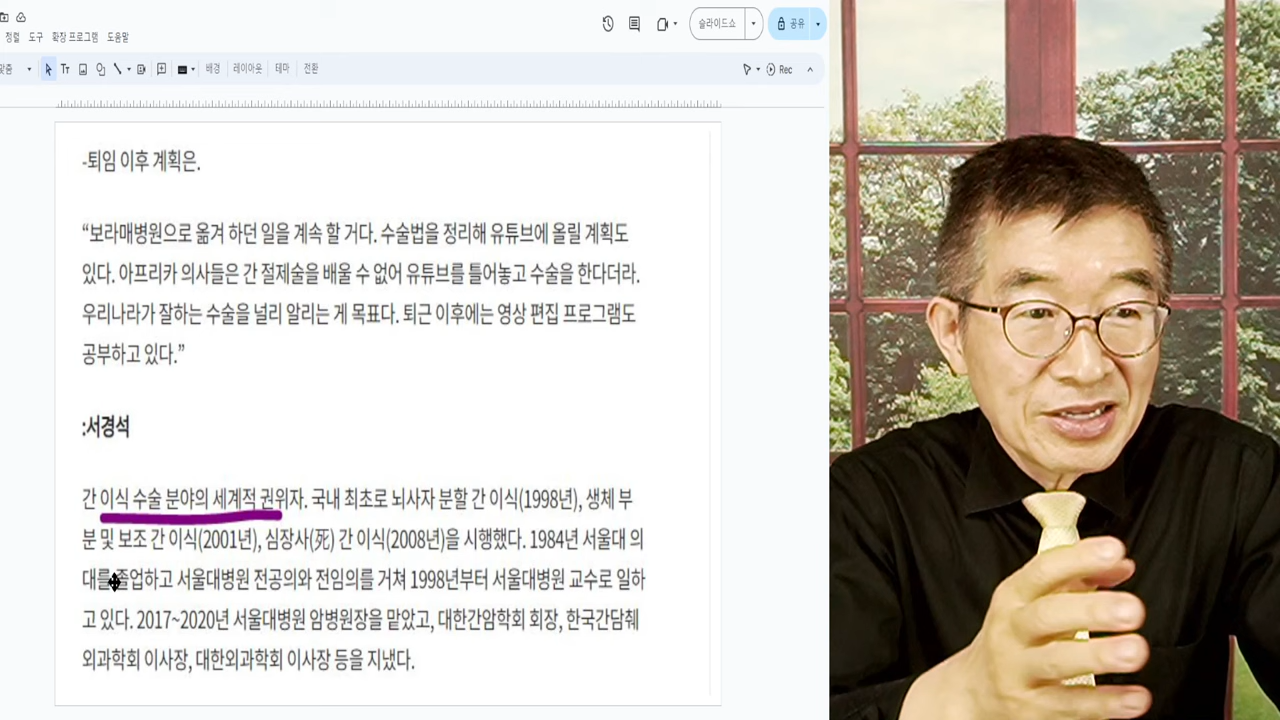 정렬 도구 확장 프로그램 도움말
슬라이드쇼
공유
배경 레이아웃 테마 전환
Rec
-퇴임 이후 계획은.
“보라매병원으로 옮겨 하던 일을 계속 할 거다. 수술법을 정리해 유튜브에 올릴 계획도
있다. 아프리카 의사들은 간 절제술을 배울 수 없어 유튜브를 틀어놓고 수술을 한다더라.
우리나라가 잘하는 수술을 널리 알리는 게 목표다. 퇴근 이후에는 영상 편집 프로그램도
공부하고 있다.”
:서경석
간 이식 수술 분야의 세계적 권위자. 국내 최초로 뇌사자 분할 간 이식(1998년), 생체 부
분 및 보조 간 이식(2001년), 심장사(死) 간 이식(2008년)을 시행했다. 1984년 서울대 의
대를 졸업하고 서울대병원 전공의와 전임의를 거쳐 1998년부터 서울대병원 교수로 일하
고 있다. 2017~2020년 서울대병원 암병원장을 맡았고, 대한간암학회 회장, 한국간담췌
외과학회 이사장, 대한외과학회 이사장 등을 지냈다.